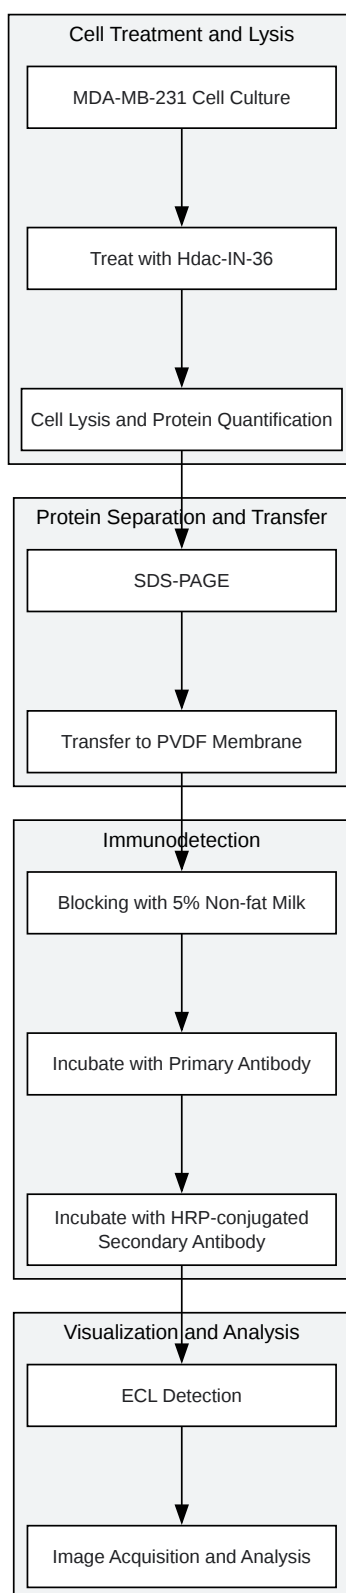 Cell Treatment and Lysis
MDA-MB-231 Cell Culture
Treat with Hdac-IN-36
Cell Lysis and Protein Quantification
Protein Separation and Transfer
SDS-PAGE
Transfer to PVDF Membrane
Immunodetection
Blocking with 5% Non-fat Milk
Incubate with Primary Antibody
Incubate with HRP-conjugated
Secondary Antibody
Visualization and Analysis
ECL Detection
Image Acquisition and Analysis